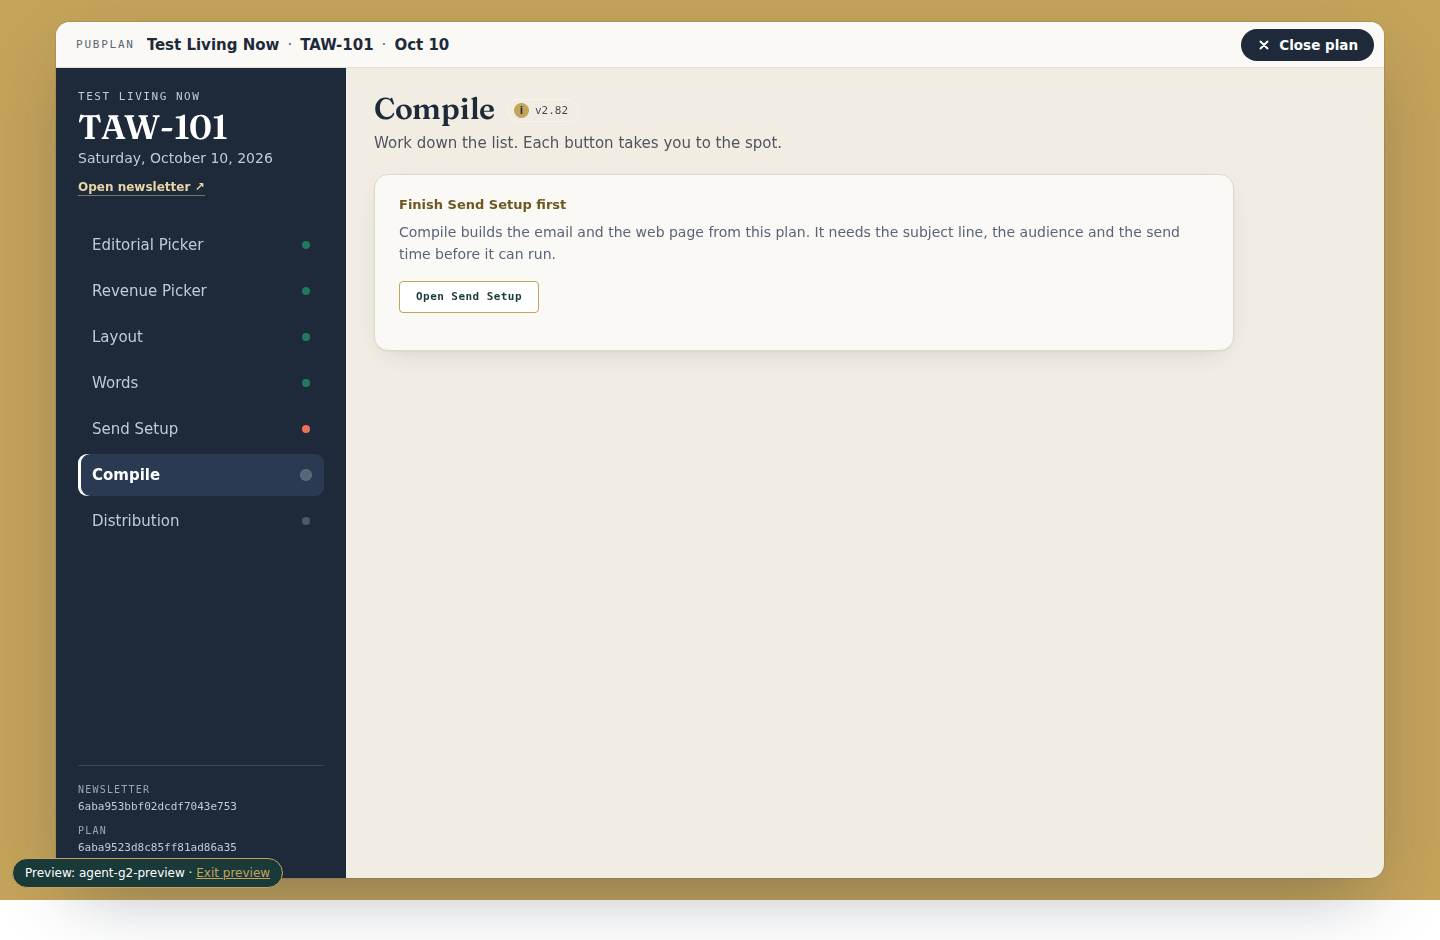 PUBPLAN Test Living Now · TAW-101 · Oct 10
✕ Close plan
TEST LIVING NOW
TAW-101
Saturday, October 10, 2026
Open newsletter ↗
Editorial Picker
Revenue Picker
Layout
Words
Send Setup
Compile
Distribution
NEWSLETTER
6aba953bbf02dcdf7043e753
PLAN
6aba9523d8c85ff81ad86a35
Preview: agent-g2-preview · Exit preview
Compile i v2.82
Work down the list. Each button takes you to the spot.
Finish Send Setup first
Compile builds the email and the web page from this plan. It needs the subject line, the audience and the send
time before it can run.
Open Send Setup